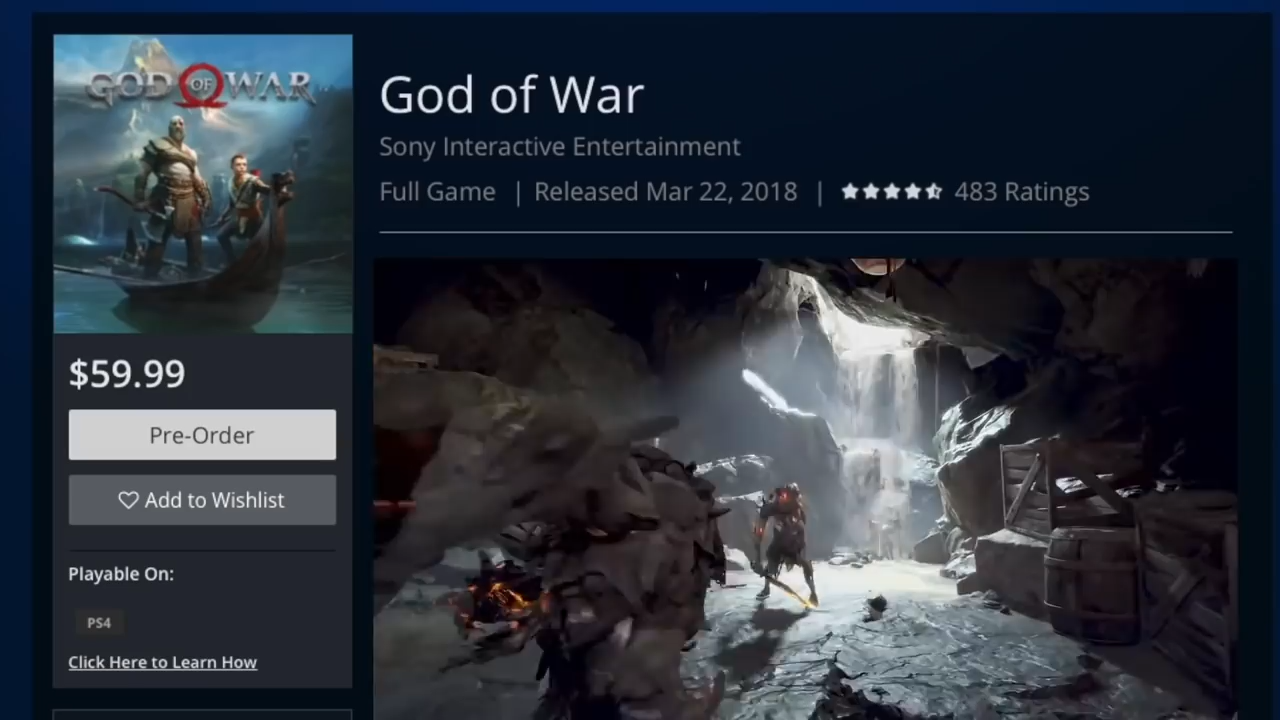 GOD OF WAR
God of War
Sony Interactive Entertainment
Full Game | Released Mar 22, 2018 | 483 Ratings
$59.99
Pre-Order
Add to Wishlist
Playable On:
PS4
Click Here to Learn How